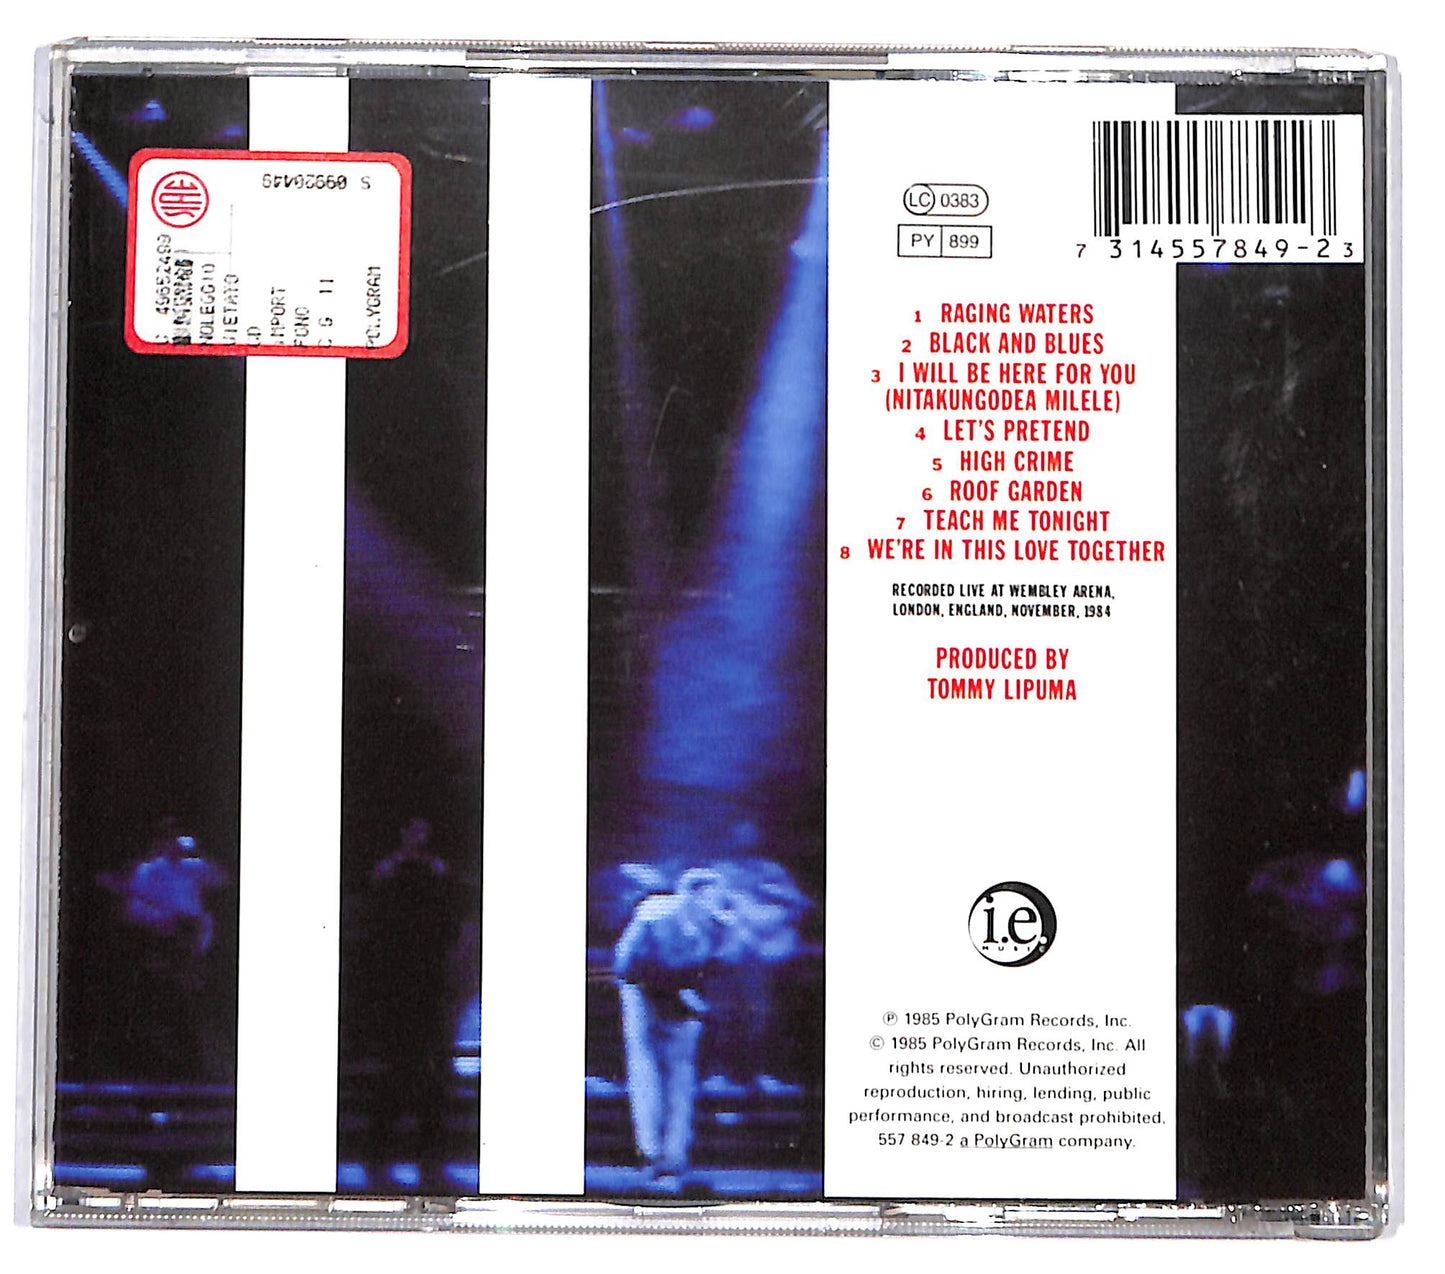 SIAE
S 09920449
C 49652499
NOLEGGIO
VIETATO
CD
IMPORT
FONO
C G 11
POLYGRAM
LC 0383
PY 899
7 314557849-2 3
1 RAGING WATERS
2 BLACK AND BLUES
3 I WILL BE HERE FOR YOU
(NITAKUNGODEA MILELE)
4 LET'S PRETEND
5 HIGH CRIME
6 ROOF GARDEN
7 TEACH ME TONIGHT
8 WE'RE IN THIS LOVE TOGETHER
RECORDED LIVE AT WEMBLEY ARENA,
LONDON, ENGLAND, NOVEMBER, 1984
PRODUCED BY
TOMMY LIPUMA
i.e.
MUSIC
℗ 1985 PolyGram Records, Inc.
© 1985 PolyGram Records, Inc. All
rights reserved. Unauthorized
reproduction, hiring, lending, public
performance, and broadcast prohibited.
557 849-2 a PolyGram company.